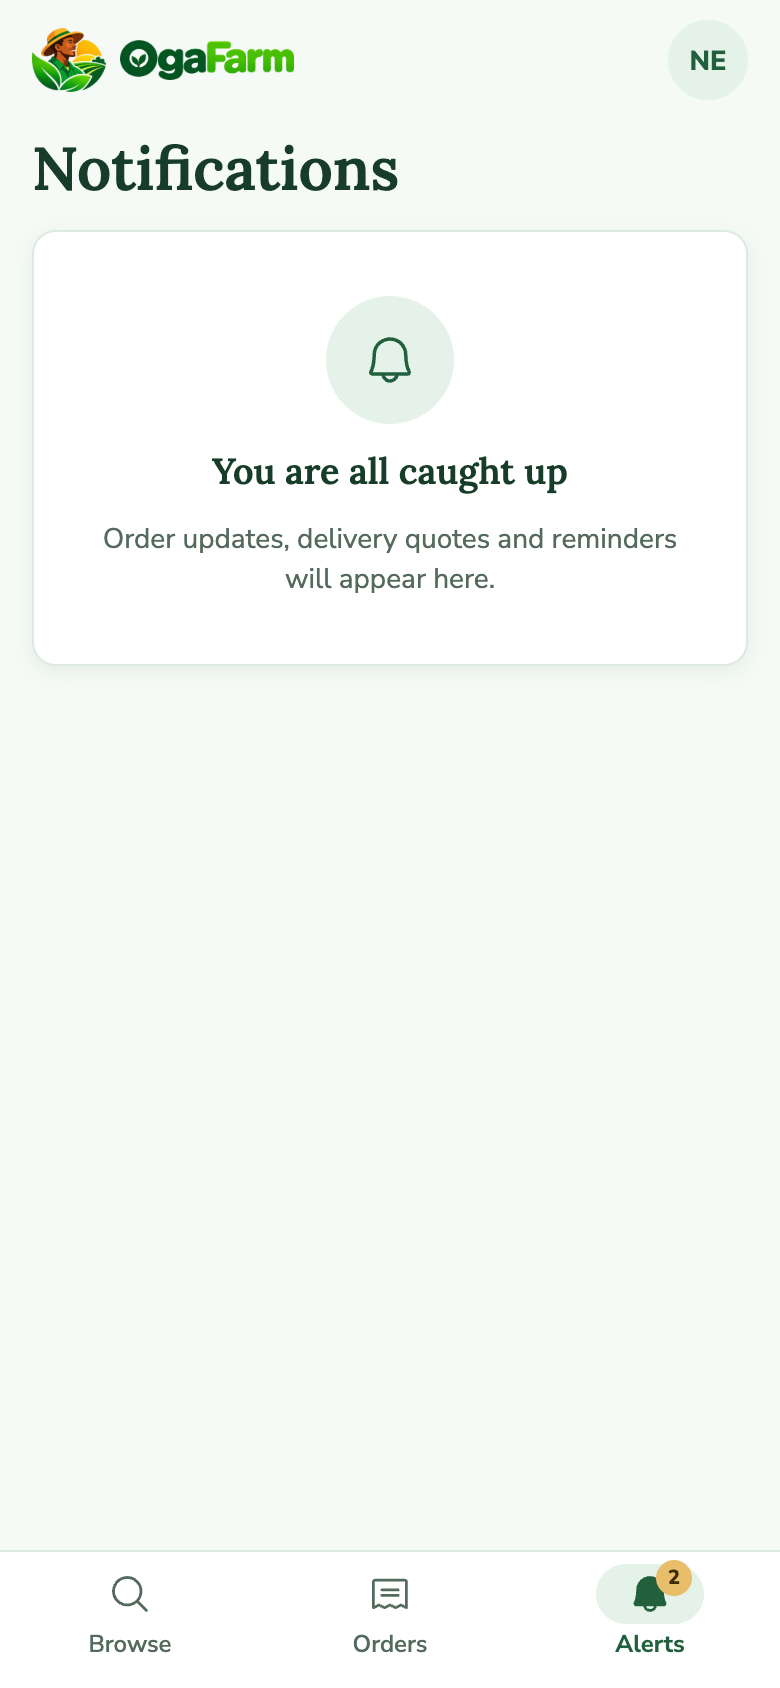 OgaFarm
NE
Notifications
You are all caught up
Order updates, delivery quotes and reminders
will appear here.
2
Browse
Orders
Alerts